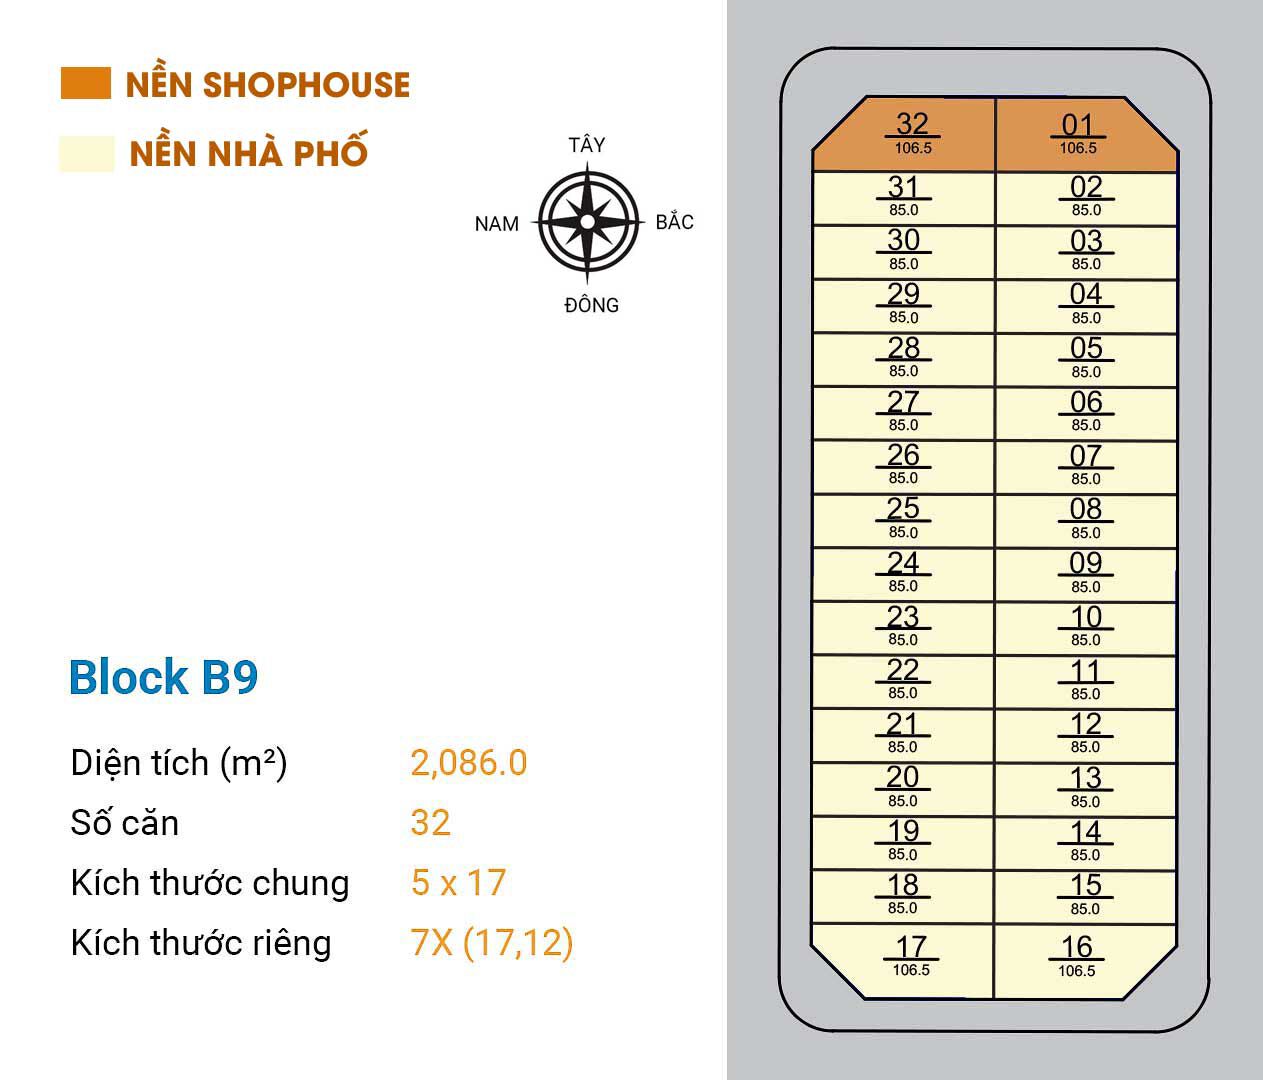 NỀN SHOPHOUSE
NỀN NHÀ PHỐ
TÂY
NAM
BẮC
ĐÔNG
Block B9
Diện tích (m²) 2,086.0
Số căn 32
Kích thước chung 5 x 17
Kích thước riêng 7X (17,12)
32 01
106.5 106.5
31 02
85.0 85.0
30 03
85.0 85.0
29 04
85.0 85.0
28 05
85.0 85.0
27 06
85.0 85.0
26 07
85.0 85.0
25 08
85.0 85.0
24 09
85.0 85.0
23 10
85.0 85.0
22 11
85.0 85.0
21 12
85.0 85.0
20 13
85.0 85.0
19 14
85.0 85.0
18 15
85.0 85.0
17 16
106.5 106.5